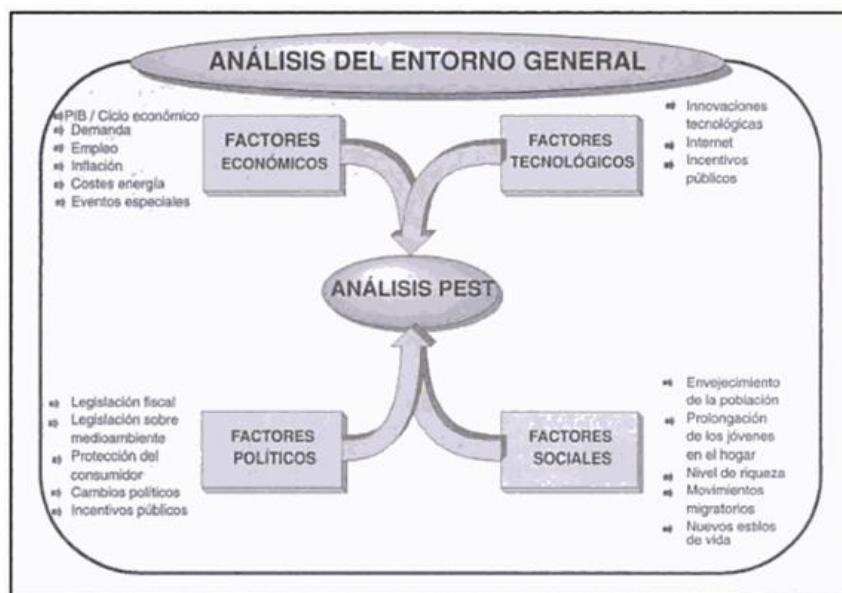 ANÁLISIS DEL ENTORNO GENERAL
PIB / Ciclo económico
Demanda
Empleo
Inflación
Costes energía
Eventos especiales
FACTORES
ECONÓMICOS
FACTORES
TECNOLÓGICOS
Innovaciones
tecnológicas
Internet
Incentivos
públicos
ANÁLISIS PEST
Legislación fiscal
Legislación sobre
medioambiente
Protección del
consumidor
Cambios políticos
Incentivos públicos
FACTORES
POLÍTICOS
FACTORES
SOCIALES
Envejecimiento
de la población
Prolongación
de los jóvenes
en el hogar
Nivel de riqueza
Movimientos
migratorios
Nuevos estilos
de vida